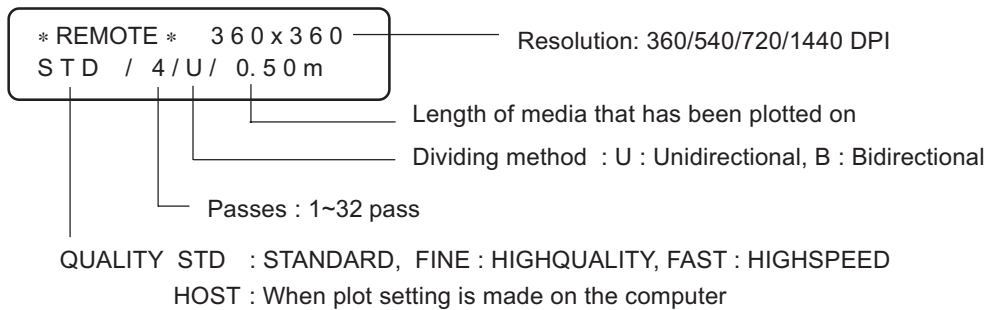 * REMOTE *   360x360
Resolution: 360/540/720/1440 DPI
STD / 4/U/ 0.50m
Length of media that has been plotted on
Dividing method : U : Unidirectional, B : Bidirectional
Passes : 1~32 pass
QUALITY STD : STANDARD, FINE : HIGHQUALITY, FAST : HIGHSPEED
HOST : When plot setting is made on the computer